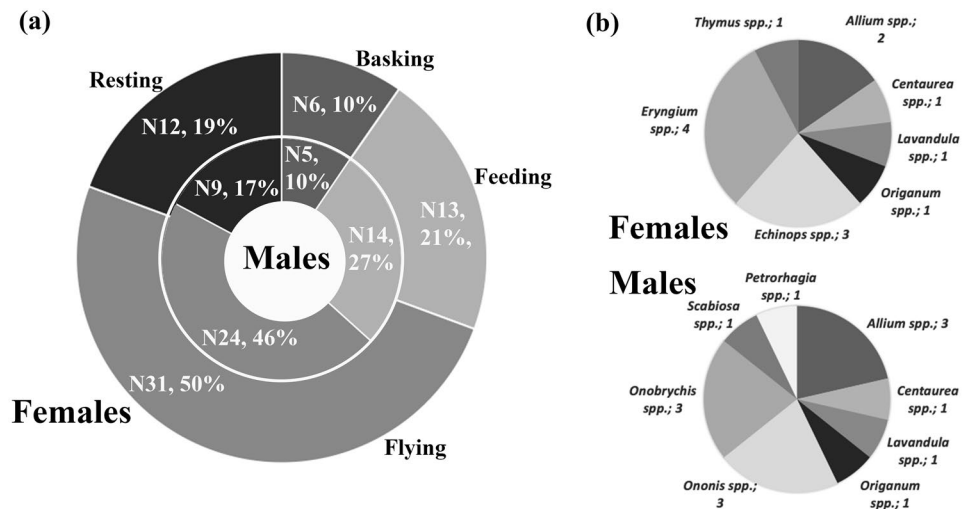 (a)
Resting
Basking
N12, 19%
N6, 10%
N9, 17%
N5,
10%
Feeding
N13,
21%,
N14,
27%
Males
N24, 46%
N31, 50%
Females
Flying
(b)
Thymus spp.; 1
Allium spp.;
2
Centaurea
spp.; 1
Lavandula
spp.; 1
Origanum
spp.; 1
Echinops spp.; 3
Eryngium
spp.; 4
Females
Males
Petrorhagia
spp.; 1
Scabiosa
spp.; 1
Allium spp.; 3
Onobrychis
spp.; 3
Centaurea
spp.; 1
Lavandula
spp.; 1
Origanum
spp.; 1
Ononis spp.;
3